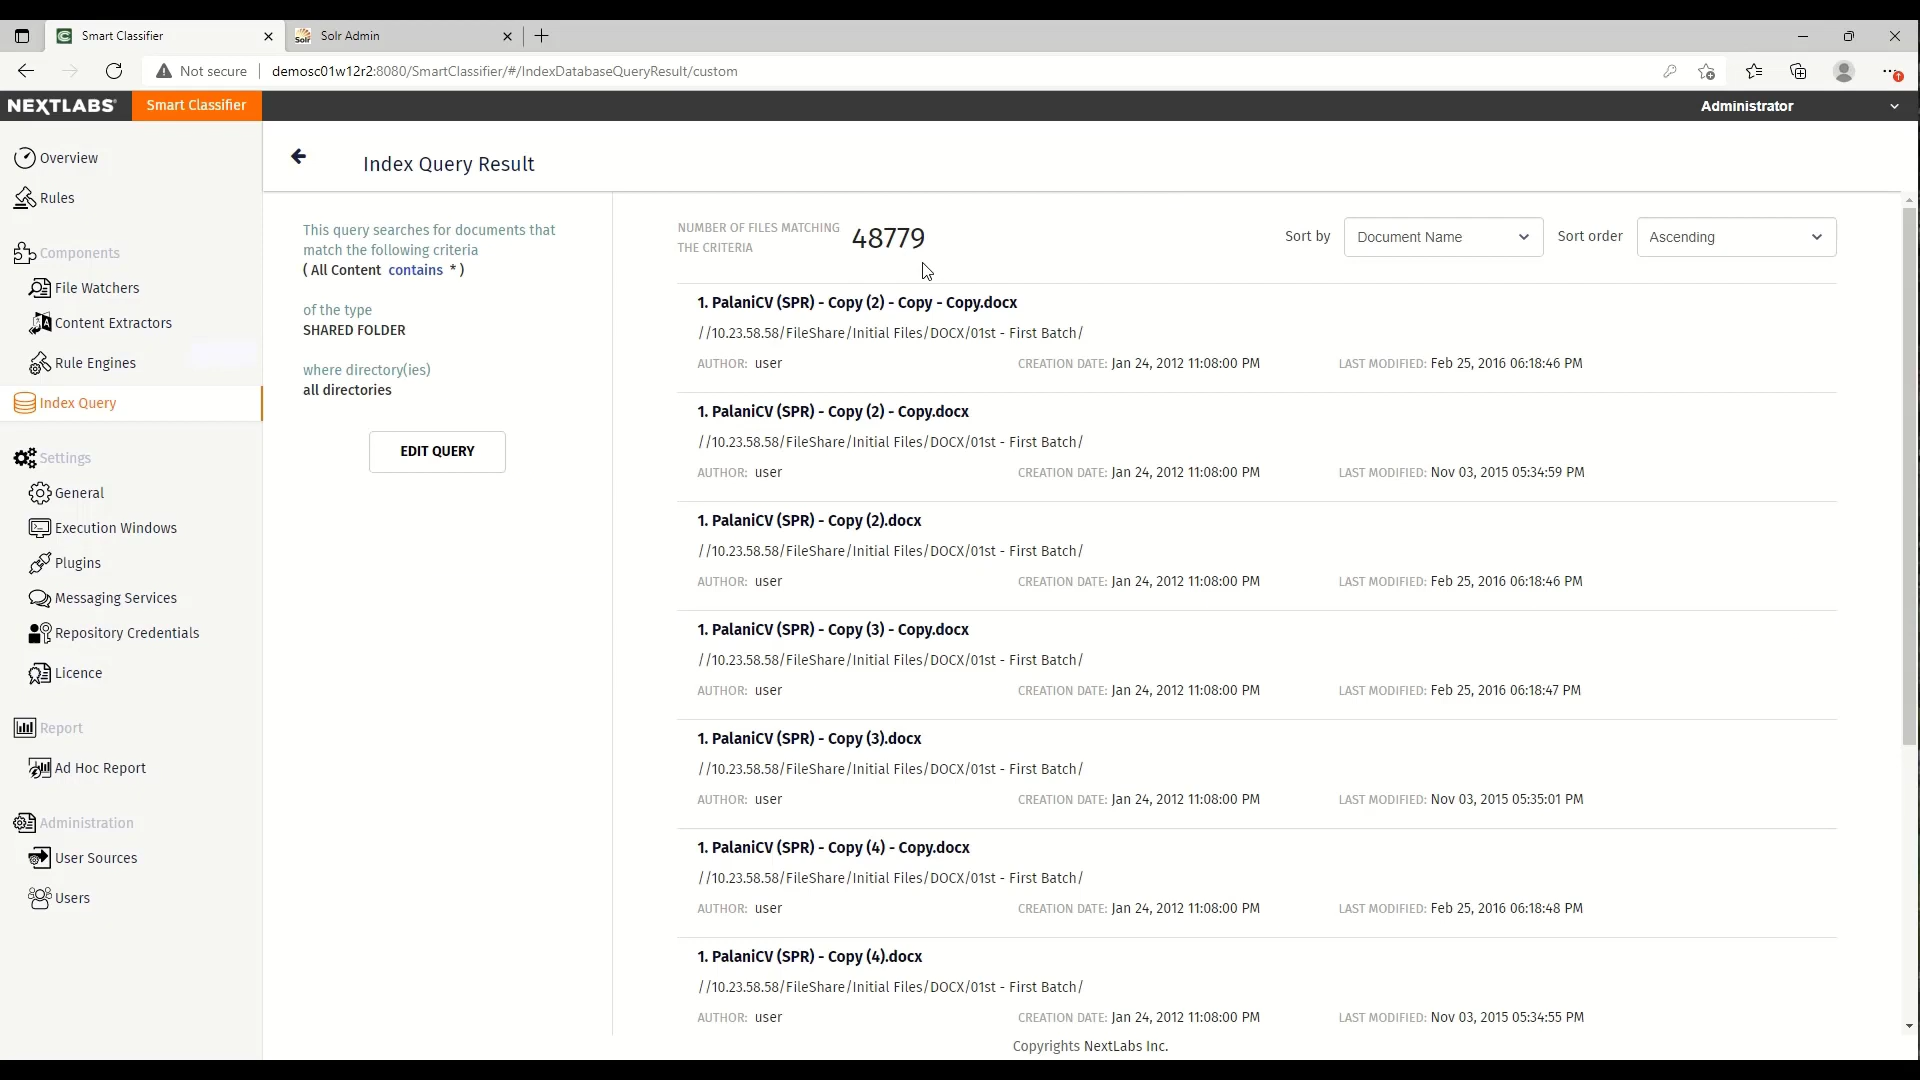 Smart Classifier
Solr Admin
Not secure
demosc01w12r2:8080/SmartClassifier/#/IndexDatabaseQueryResult/custom
NEXTLABS
Smart Classifier
Administrator
Overview
Rules
Components
File Watchers
Content Extractors
Rule Engines
Index Query
Settings
General
Execution Windows
Plugins
Messaging Services
Repository Credentials
Licence
Report
Ad Hoc Report
Administration
User Sources
Users
Index Query Result
This query searches for documents that
match the following criteria
( All Content contains * )
of the type
SHARED FOLDER
where directory(ies)
all directories
EDIT QUERY
NUMBER OF FILES MATCHING
THE CRITERIA
48779
Sort by Document Name Sort order Ascending
1. PalaniCV (SPR) - Copy (2) - Copy - Copy.docx
//10.23.58.58/FileShare/Initial Files/DOCX/01st - First Batch/
AUTHOR: user CREATION DATE: Jan 24, 2012 11:08:00 PM LAST MODIFIED: Feb 25, 2016 06:18:46 PM
1. PalaniCV (SPR) - Copy (2) - Copy.docx
//10.23.58.58/FileShare/Initial Files/DOCX/01st - First Batch/
AUTHOR: user CREATION DATE: Jan 24, 2012 11:08:00 PM LAST MODIFIED: Nov 03, 2015 05:34:59 PM
1. PalaniCV (SPR) - Copy (2).docx
//10.23.58.58/FileShare/Initial Files/DOCX/01st - First Batch/
AUTHOR: user CREATION DATE: Jan 24, 2012 11:08:00 PM LAST MODIFIED: Feb 25, 2016 06:18:46 PM
1. PalaniCV (SPR) - Copy (3) - Copy.docx
//10.23.58.58/FileShare/Initial Files/DOCX/01st - First Batch/
AUTHOR: user CREATION DATE: Jan 24, 2012 11:08:00 PM LAST MODIFIED: Feb 25, 2016 06:18:47 PM
1. PalaniCV (SPR) - Copy (3).docx
//10.23.58.58/FileShare/Initial Files/DOCX/01st - First Batch/
AUTHOR: user CREATION DATE: Jan 24, 2012 11:08:00 PM LAST MODIFIED: Nov 03, 2015 05:35:01 PM
1. PalaniCV (SPR) - Copy (4) - Copy.docx
//10.23.58.58/FileShare/Initial Files/DOCX/01st - First Batch/
AUTHOR: user CREATION DATE: Jan 24, 2012 11:08:00 PM LAST MODIFIED: Feb 25, 2016 06:18:48 PM
1. PalaniCV (SPR) - Copy (4).docx
//10.23.58.58/FileShare/Initial Files/DOCX/01st - First Batch/
AUTHOR: user CREATION DATE: Jan 24, 2012 11:08:00 PM LAST MODIFIED: Nov 03, 2015 05:34:55 PM
Copyrights NextLabs Inc.